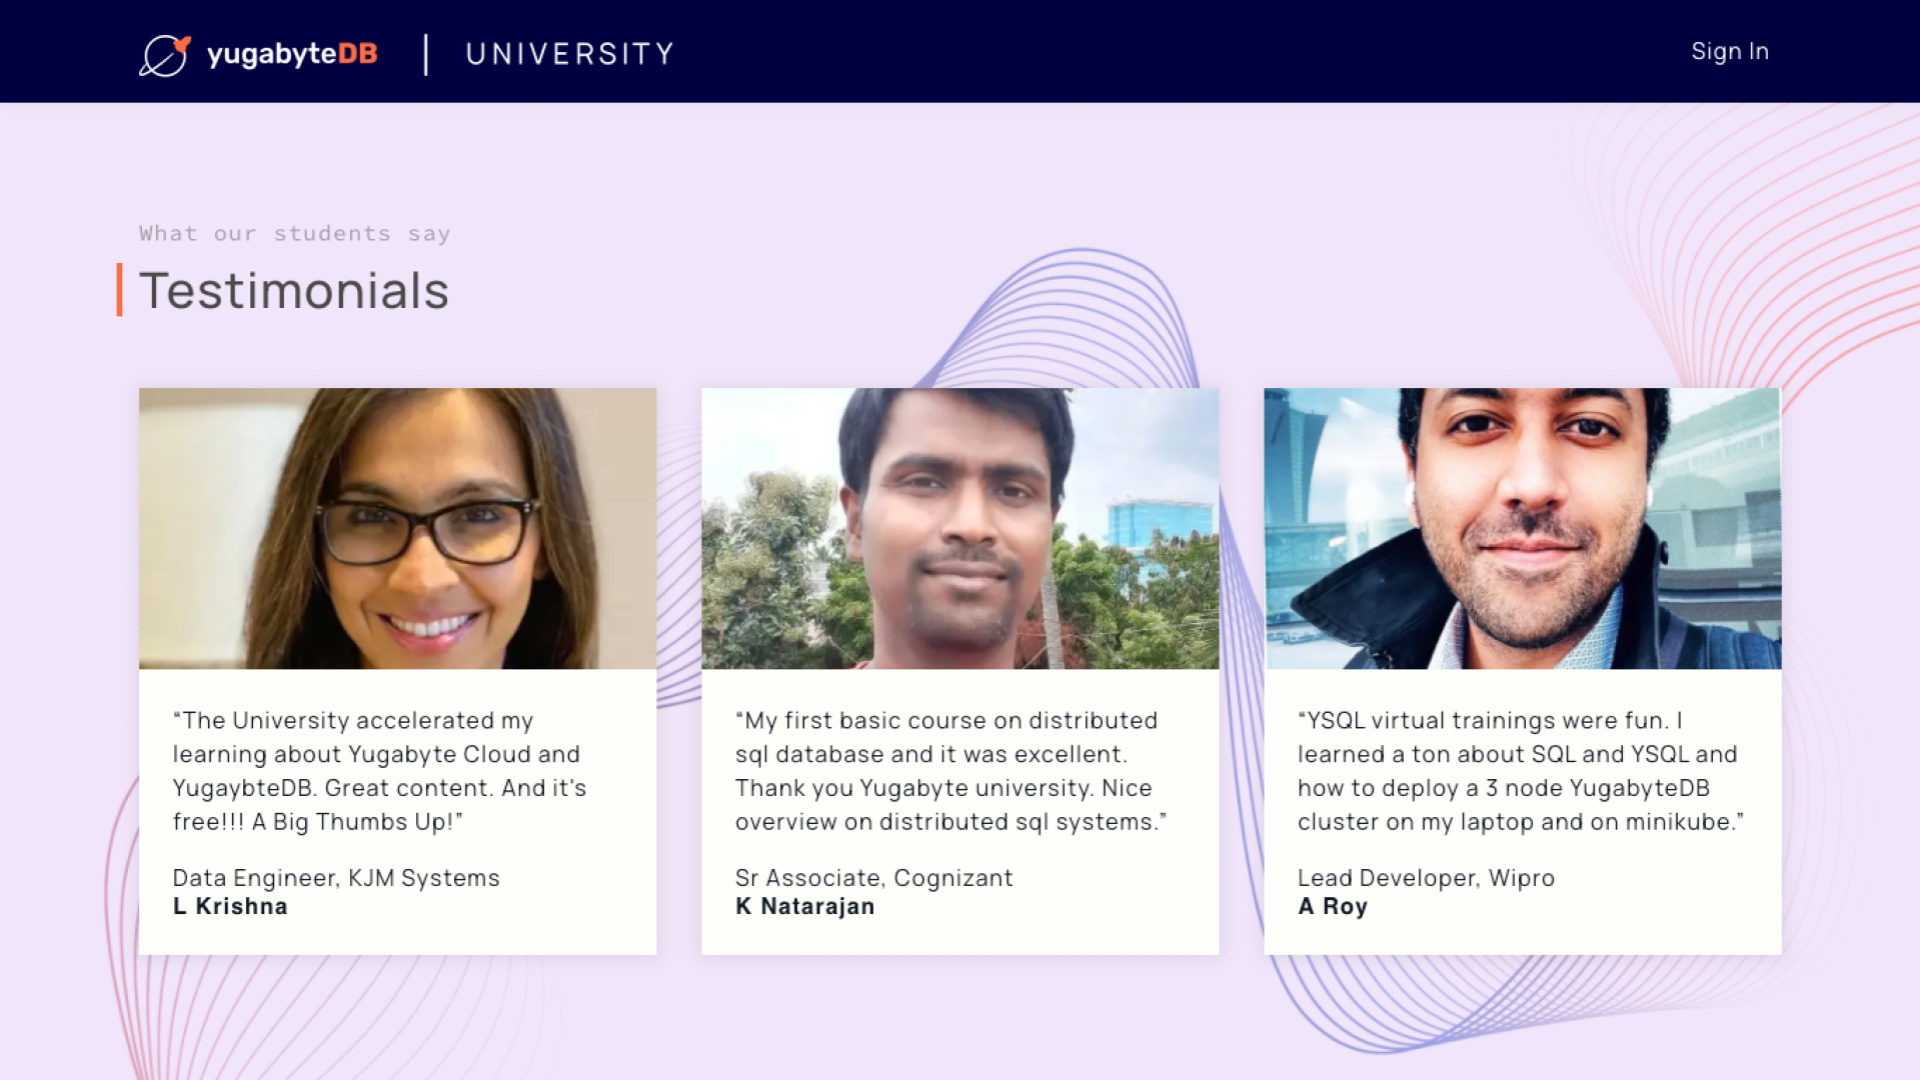 yugabyteDB | UNIVERSITY
Sign In
What our students say
Testimonials
“The University accelerated my
learning about Yugabyte Cloud and
YugaybteDB. Great content. And it's
free!!! A Big Thumbs Up!”
Data Engineer, KJM Systems
L Krishna
“My first basic course on distributed
sql database and it was excellent.
Thank you Yugabyte university. Nice
overview on distributed sql systems.”
Sr Associate, Cognizant
K Natarajan
“YSQL virtual trainings were fun. I
learned a ton about SQL and YSQL and
how to deploy a 3 node YugabyteDB
cluster on my laptop and on minikube.”
Lead Developer, Wipro
A Roy